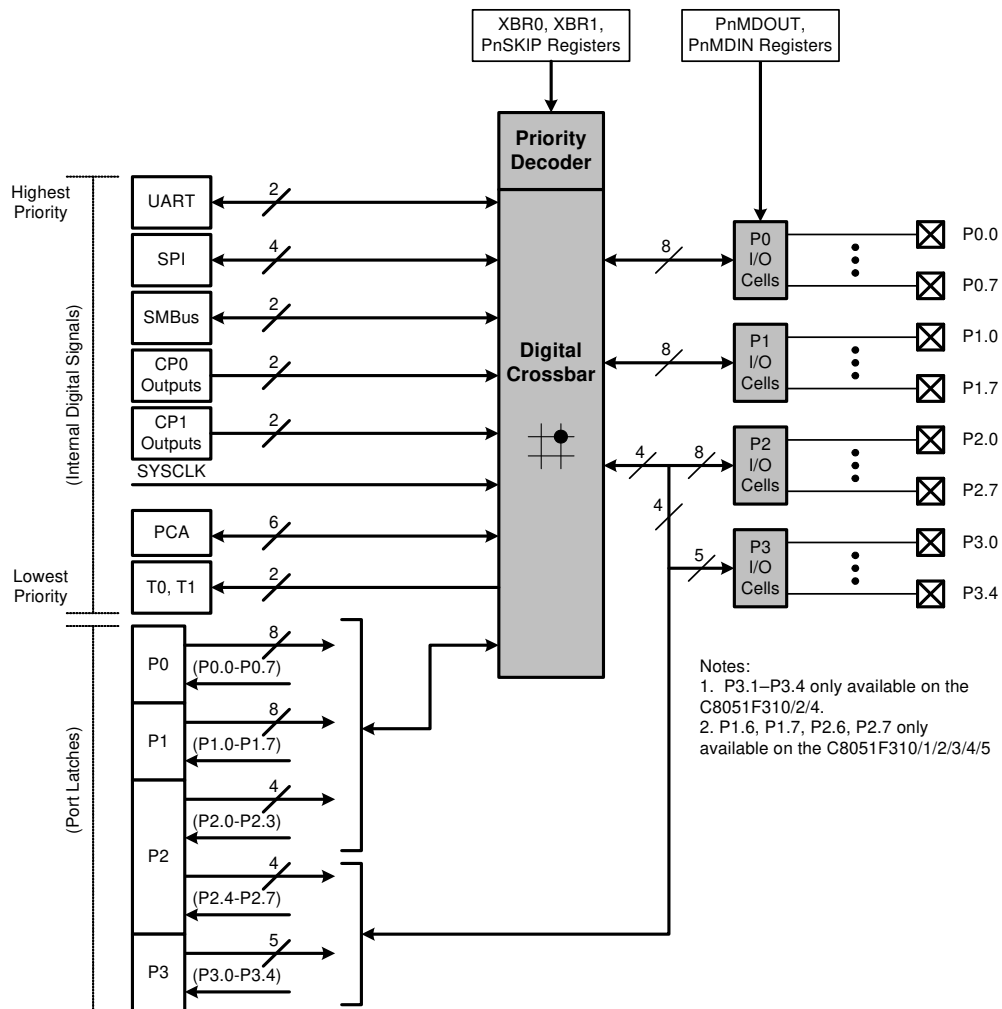 XBR0, XBR1,
PnSKIP Registers
PnMDOUT,
PnMDIN Registers
Priority
Decoder
Highest
Priority
UART
2
SPI
4
SMBus
2
CP0
Outputs
2
CP1
Outputs
2
SYSCLK
PCA
6
T0, T1
2
Lowest
Priority
(Internal Digital Signals)
Digital
Crossbar
8
P0
I/O
Cells
P0.0
P0.7
8
P1
I/O
Cells
P1.0
P1.7
4
8
P2
I/O
Cells
P2.0
P2.7
4
5
P3
I/O
Cells
P3.0
P3.4
(Port Latches)
P0
8
(P0.0-P0.7)
P1
8
(P1.0-P1.7)
P2
4
(P2.0-P2.3)
4
(P2.4-P2.7)
P3
5
(P3.0-P3.4)
Notes:
1. P3.1–P3.4 only available on the
C8051F310/2/4.
2. P1.6, P1.7, P2.6, P2.7 only
available on the C8051F310/1/2/3/4/5